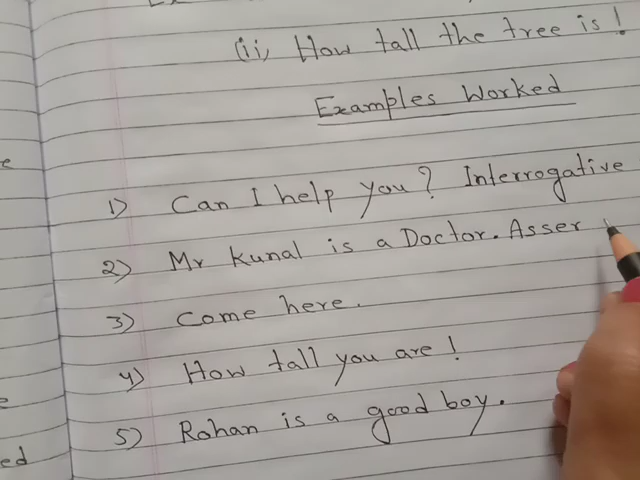 (ii) How tall the tree is!
Examples Worked
1) Can I help you? Interrogative
2) Mr Kunal is a Doctor. Asser
3) Come here.
4) How tall you are!
5) Rohan is a good boy.
ed